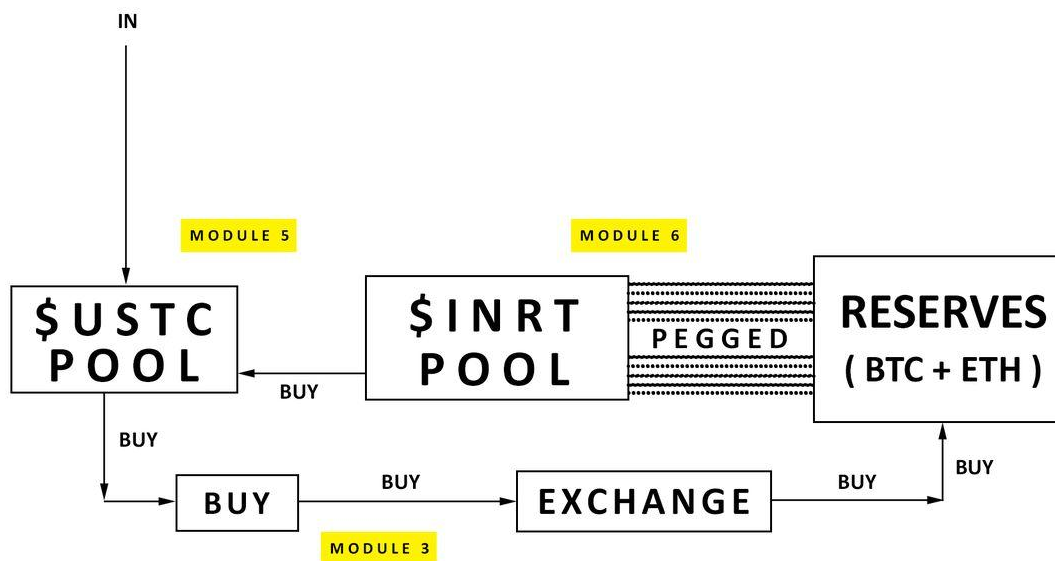 IN
MODULE 5
MODULE 6
$USTC
POOL
$INRT
POOL
PEGGED
RESERVES
( BTC + ETH )
BUY
BUY
BUY
BUY
EXCHANGE
BUY
BUY
MODULE 3